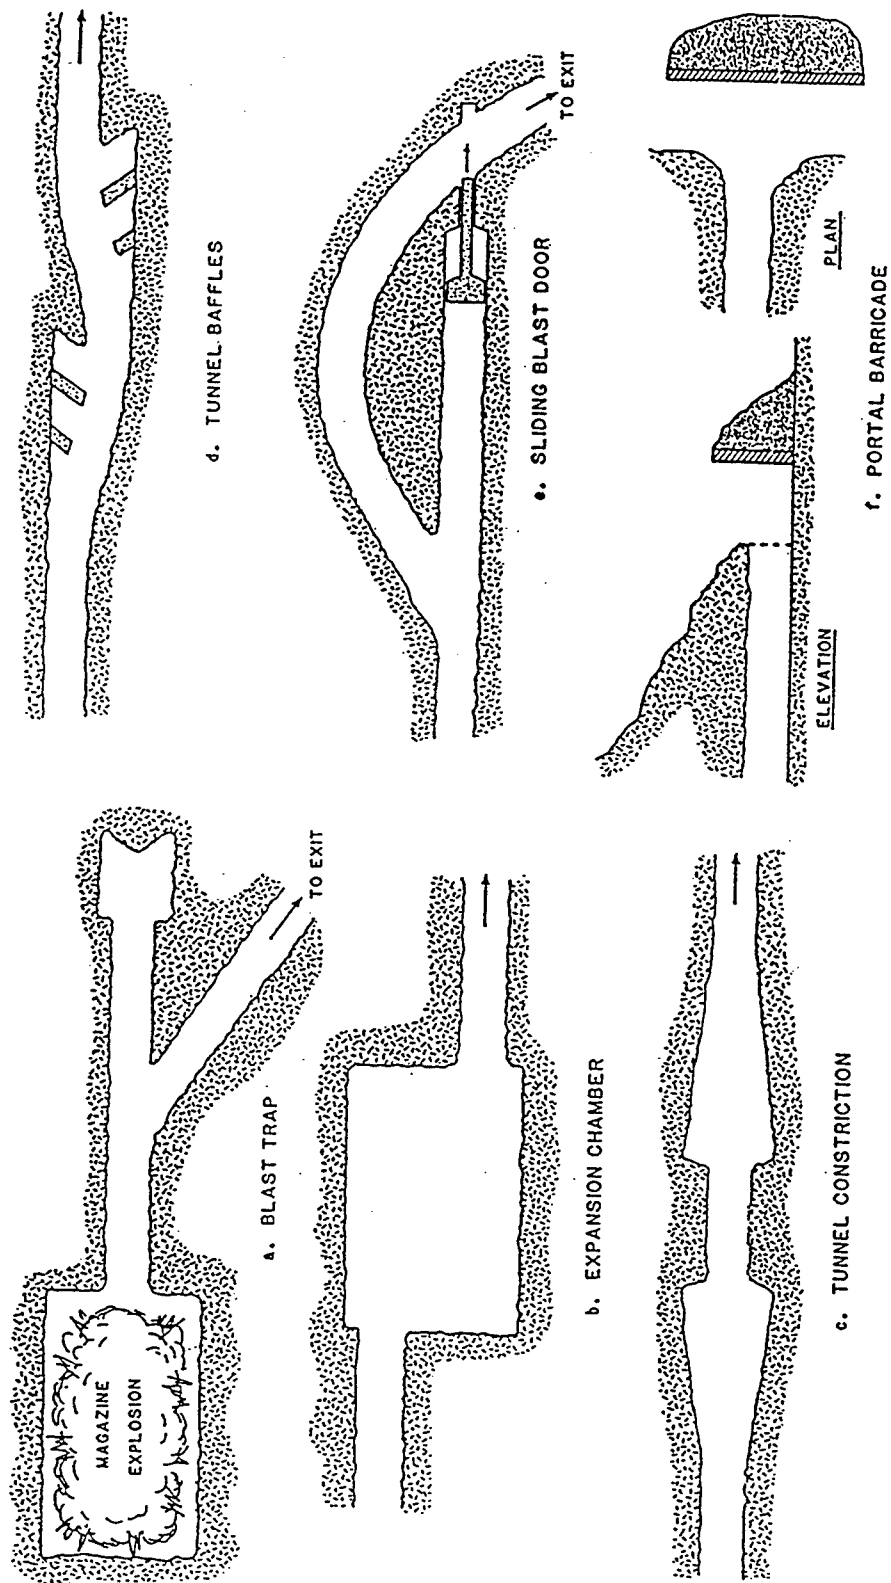 MAGAZINE
EXPLOSION
TO EXIT
a. BLAST TRAP
b. EXPANSION CHAMBER
c. TUNNEL CONSTRICTION
d. TUNNEL BAFFLES
TO EXIT
e. SLIDING BLAST DOOR
ELEVATION
PLAN
f. PORTAL BARRICADE